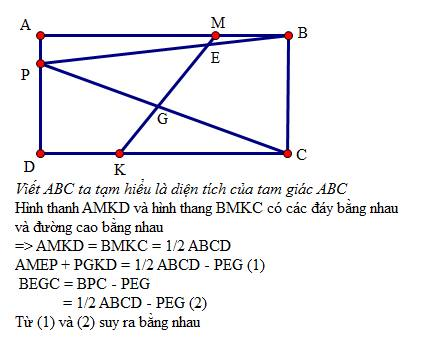 A M B
E
P
G
D K C
Viết ABC ta tạm hiểu là diện tích của tam giác ABC
Hình thanh AMKD và hình thang BMKC có các đáy bằng nhau
và đường cao bằng nhau
=> AMKD = BMKC = 1/2 ABCD
AMEP + PGKD = 1/2 ABCD - PEG (1)
BEGC = BPC - PEG
= 1/2 ABCD - PEG (2)
Từ (1) và (2) suy ra bằng nhau